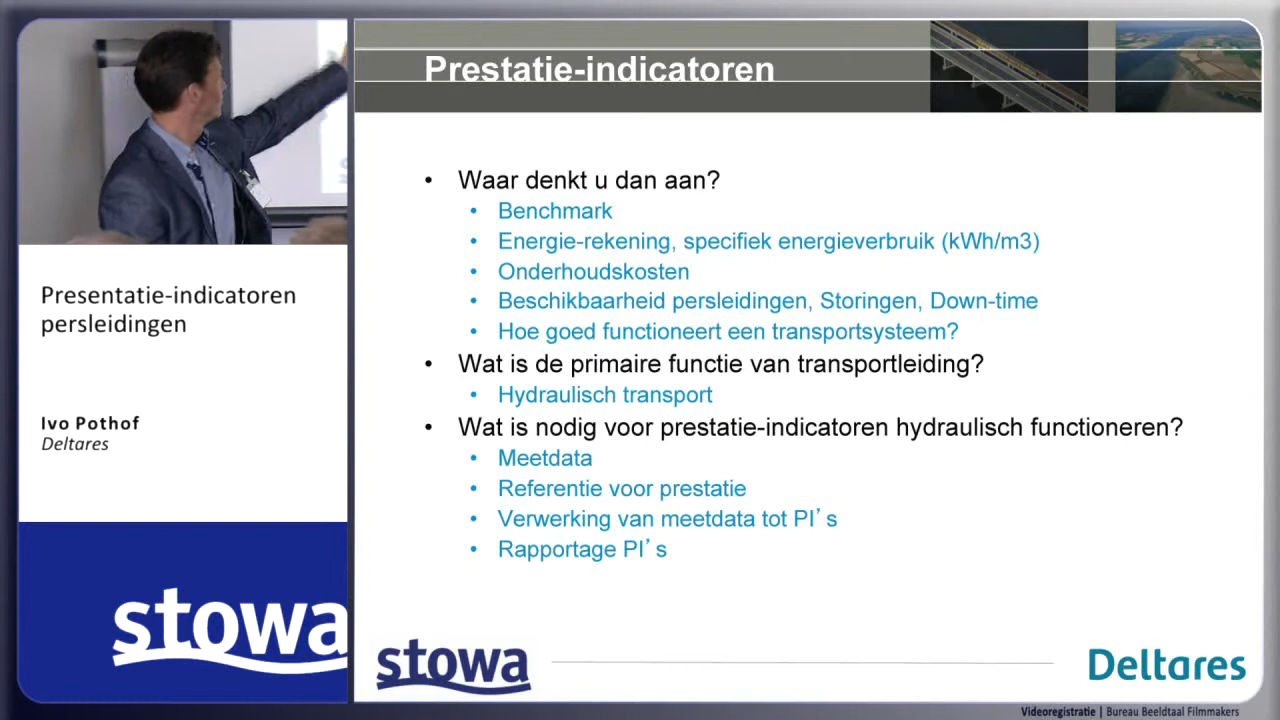 Prestatie-indicatoren
Presentatie-indicatoren
persleidingen
Ivo Pothof
Deltares
stowa
• Waar denkt u dan aan?
• Benchmark
• Energie-rekening, specifiek energieverbruik (kWh/m3)
• Onderhoudskosten
• Beschikbaarheid persleidingen, Storingen, Down-time
• Hoe goed functioneert een transportsysteem?
• Wat is de primaire functie van transportleiding?
• Hydraulisch transport
• Wat is nodig voor prestatie-indicatoren hydraulisch functioneren?
• Meetdata
• Referentie voor prestatie
• Verwerking van meetdata tot PI’s
• Rapportage PI’s
stowa
Deltares
Videoregistratie | Bureau Beeldtaal Filmmakers